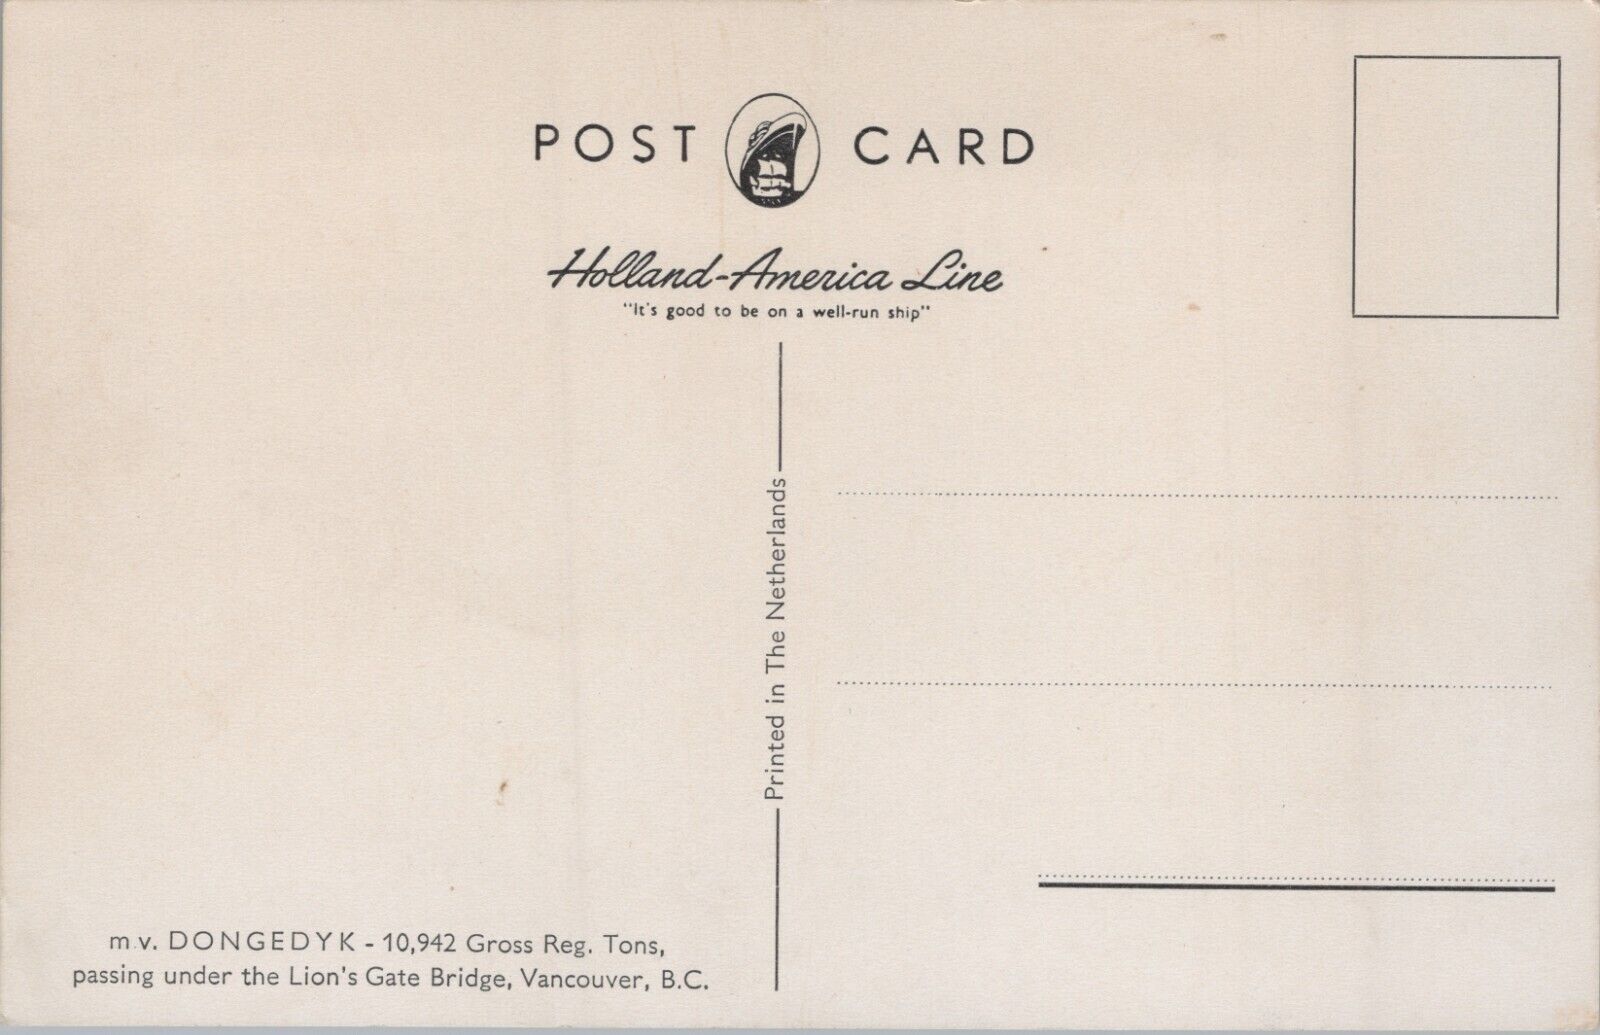 POST CARD
Holland-America Line
"It's good to be on a well-run ship"
Printed in The Netherlands
m.v. DONGEDYK - 10,942 Gross Reg. Tons,
passing under the Lion's Gate Bridge, Vancouver, B.C.